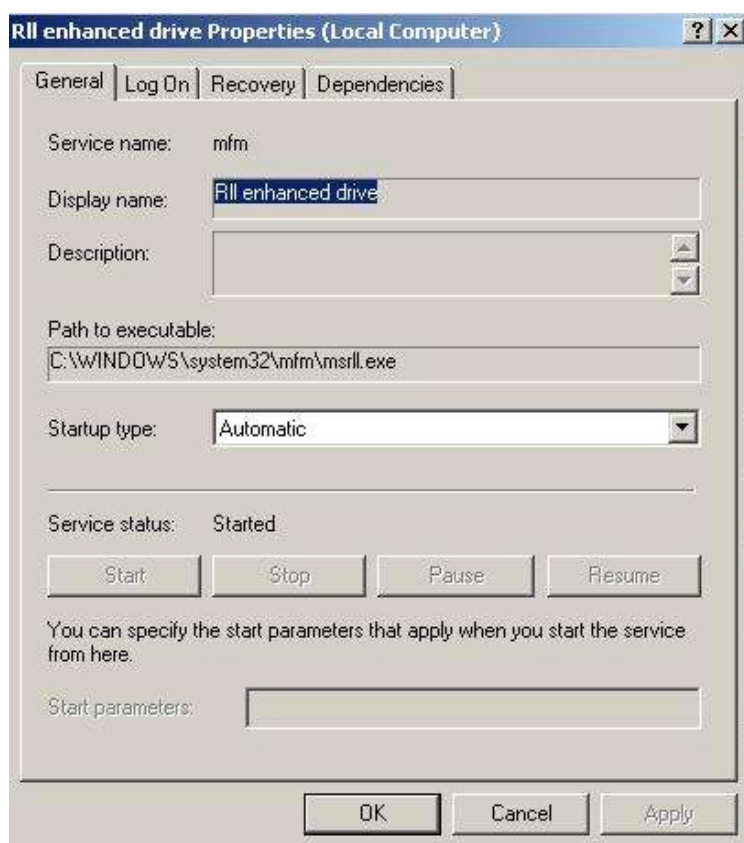 Rll enhanced drive Properties (Local Computer)
General Log On Recovery Dependencies
Service name: mfm
Display name: Rll enhanced drive
Description:
Path to executable:
C:\WINDOWS\system32\mfm\msrll.exe
Startup type: Automatic
Service status: Started
Start Stop Pause Resume
You can specify the start parameters that apply when you start the service
from here.
Start parameters:
OK Cancel Apply